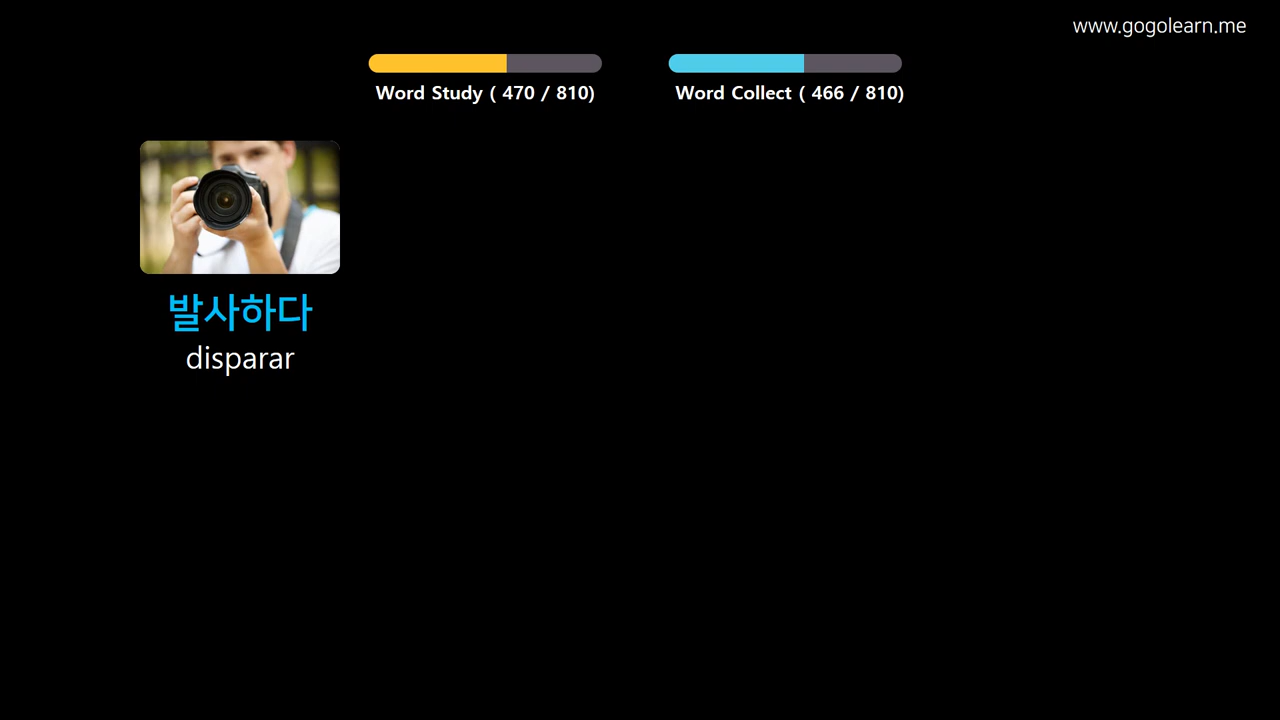 www.gogolearn.me
Word Study ( 470 / 810)
Word Collect ( 466 / 810)
발사하다
disparar